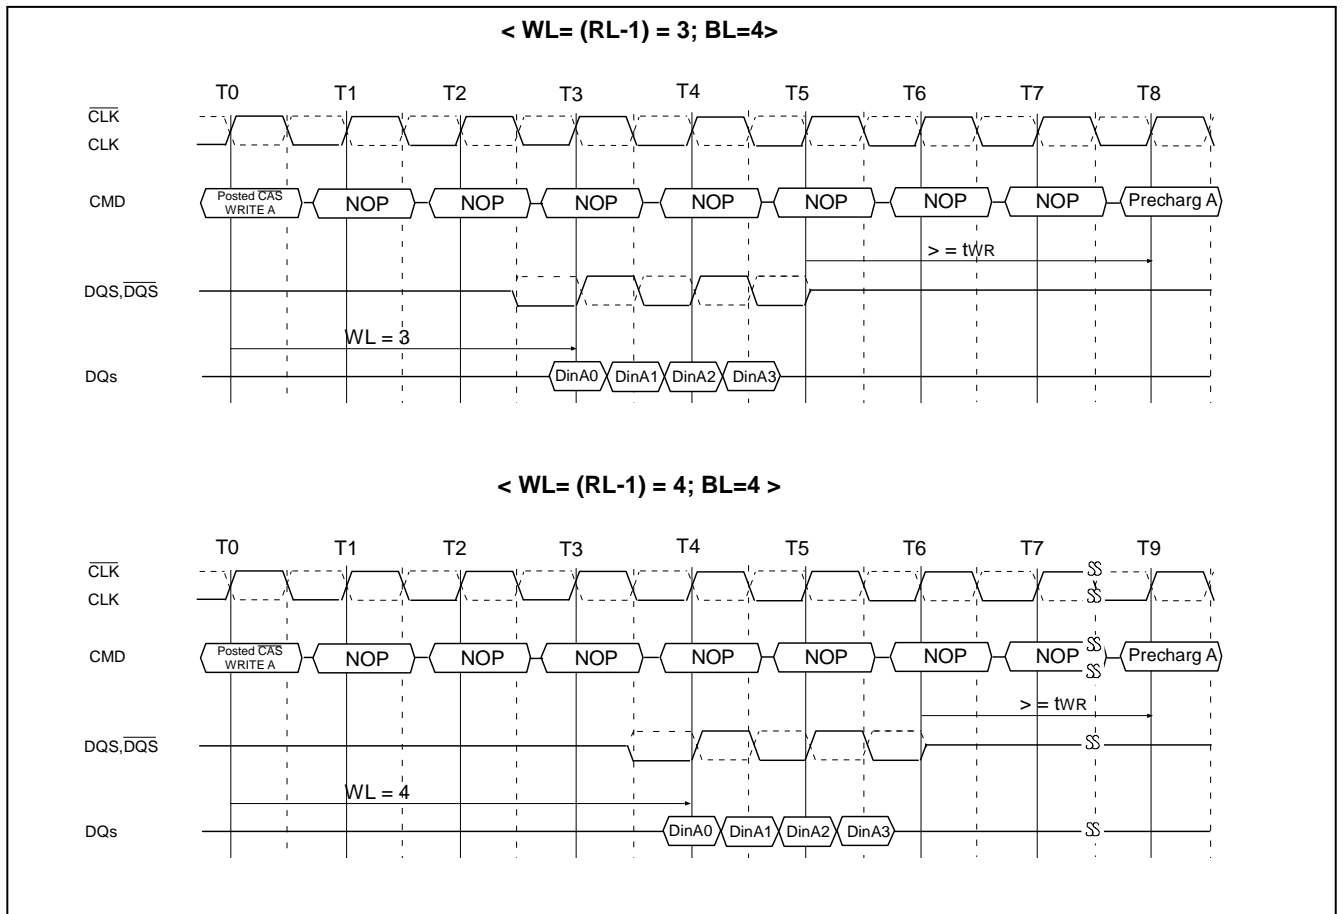 < WL= (RL-1) = 3; BL=4>
T0 T1 T2 T3 T4 T5 T6 T7 T8
CLK
CLK
CMD Posted CAS WRITE A NOP NOP NOP NOP NOP NOP NOP Precharg A
> = tWR
DQS,DQS
WL = 3
DQs DinA0 DinA1 DinA2 DinA3
< WL= (RL-1) = 4; BL=4 >
T0 T1 T2 T3 T4 T5 T6 T7 T9
CLK
CLK
CMD Posted CAS WRITE A NOP NOP NOP NOP NOP NOP NOP Precharg A
> = tWR
DQS,DQS
WL = 4
DQs DinA0 DinA1 DinA2 DinA3